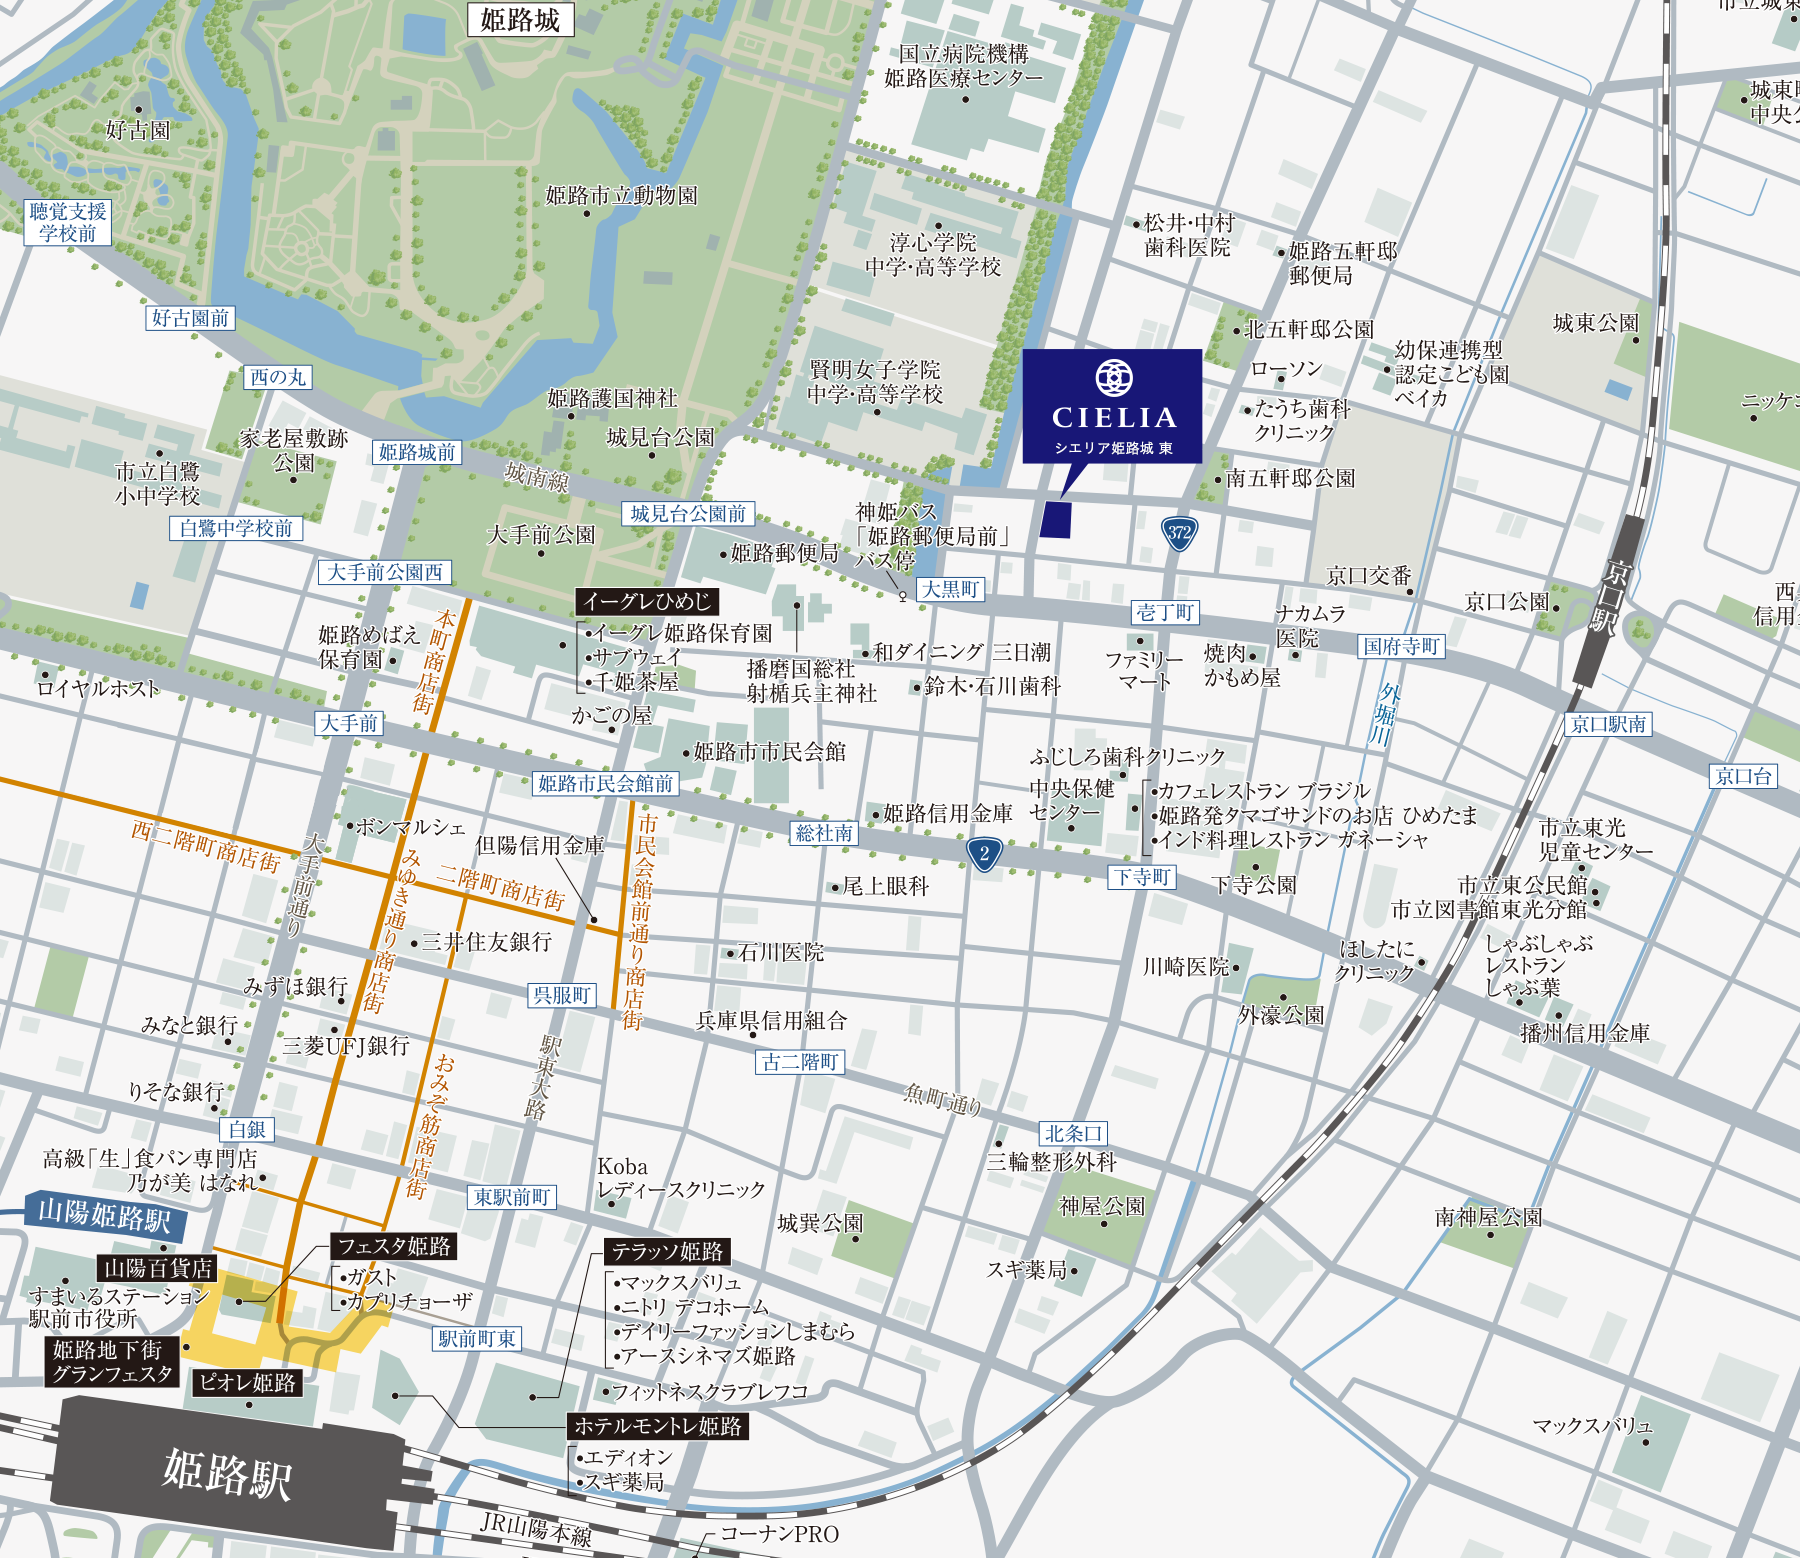 姫路城
国立病院機構
姫路医療センター
好古園
姫路市立動物園
聴覚支援
学校前
淳心学院
中学・高等学校
松井・中村
歯科医院
姫路五軒邸
郵便局
好古園前
北五軒邸公園
城東公園
西の丸
賢明女子学院
中学・高等学校
CIELIA
シエリア姫路城 東
ローソン
幼保連携型
認定こども園
ベイカ
たうち歯科
クリニック
姫路護国神社
城見台公園
家老屋敷跡
公園
姫路城前
城南線
市立白鷺
小中学校
南五軒邸公園
白鷺中学校前
城見台公園前
神姫バス
「姫路郵便局前」
バス停
大手前公園
姫路郵便局
372
大手前公園西
大黒町
京口交番
京口駅
京口公園
イーグレひめじ
・イーグレ姫路保育園
・サブウェイ
・千姫茶屋
壱丁町
ナカムラ
医院
国府寺町
本町商店街
姫路めばえ
保育園
播磨国総社
射楯兵主神社
和ダイニング 三日潮
鈴木・石川歯科
ファミリー
マート
焼肉
かもめ屋
外堀川
ロイヤルホスト
大手前
かごの屋
京口駅南
姫路市市民会館
姫路市民会館前
ふじしろ歯科クリニック
中央保健
センター
・カフェレストラン ブラジル
・姫路発タマゴサンドのお店 ひめたま
・インド料理レストラン ガネーシャ
京口台
姫路信用金庫
総社南
2
ボンマルシェ
西二階町商店街
大手前通り
みゆき通り商店街
二階町商店街
但陽信用金庫
市民会館前通り商店街
尾上眼科
下寺町
下寺公園
市立東光
児童センター
市立東公民館
市立図書館東光分館
三井住友銀行
石川医院
川崎医院
ほしたに
クリニック
しゃぶしゃぶ
レストラン
しゃぶ葉
みずほ銀行
呉服町
外濠公園
播州信用金庫
みなと銀行
三菱UFJ銀行
兵庫県信用組合
古二階町
駅東大路
おみぞ筋商店街
魚町通り
りそな銀行
白銀
北条口
三輪整形外科
高級「生」食パン専門店
乃が美 はなれ
東駅前町
Koba
レディースクリニック
神屋公園
城巽公園
南神屋公園
山陽姫路駅
山陽百貨店
すまいるステーション
駅前市役所
フェスタ姫路
・ガスト
・カプリチョーザ
テラッソ姫路
・マックスバリュ
・ニトリ デコホーム
・デイリーファッションしまむら
・アースシネマズ姫路
スギ薬局
駅前町東
姫路地下街
グランフェスタ
ピオレ姫路
フィットネスクラブレフコ
ホテルモントレ姫路
・エディオン
・スギ薬局
マックスバリュ
姫路駅
JR山陽本線
コーナンPRO